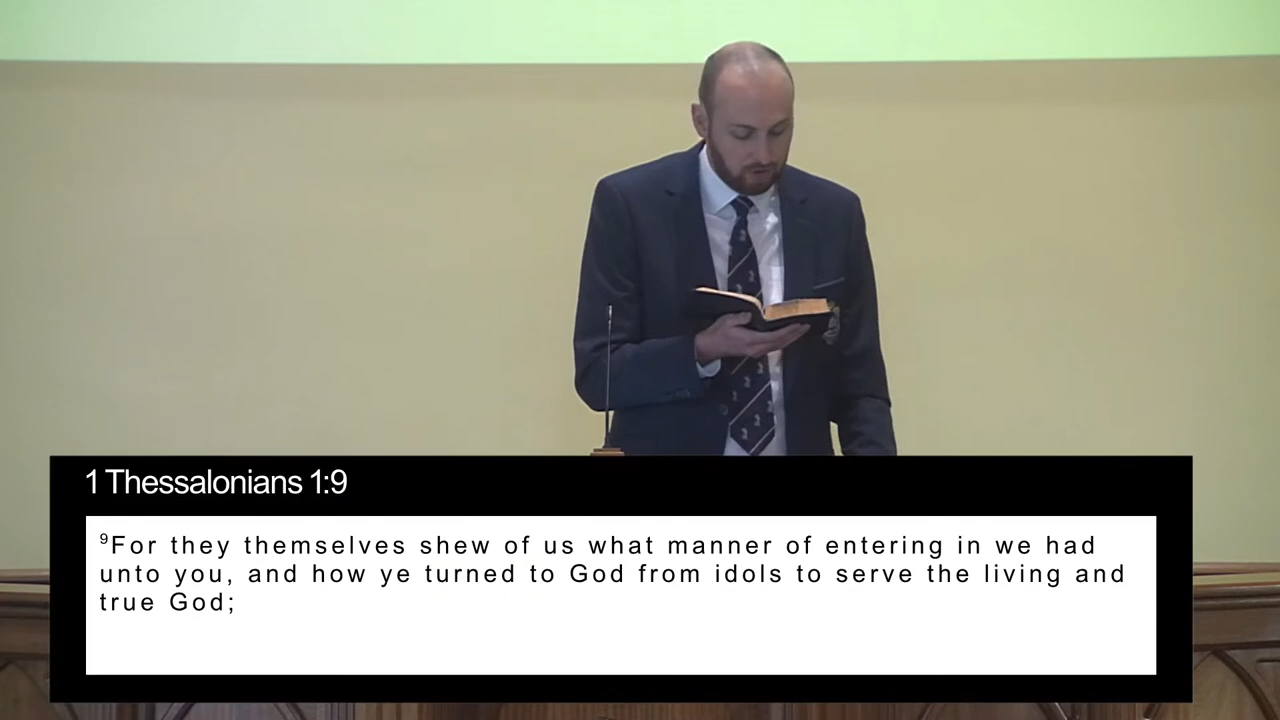 1 Thessalonians 1:9
⁹For they themselves shew of us what manner of entering in we had
unto you, and how ye turned to God from idols to serve the living and
true God;